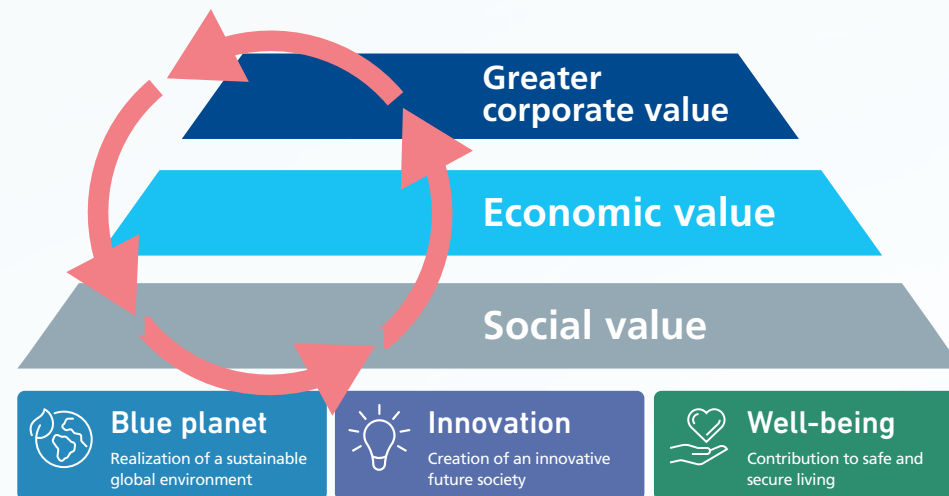 Greater
corporate value
Economic value
Social value
Blue planet
Realization of a sustainable
global environment
Innovation
Creation of an innovative
future society
Well-being
Contribution to safe and
secure living